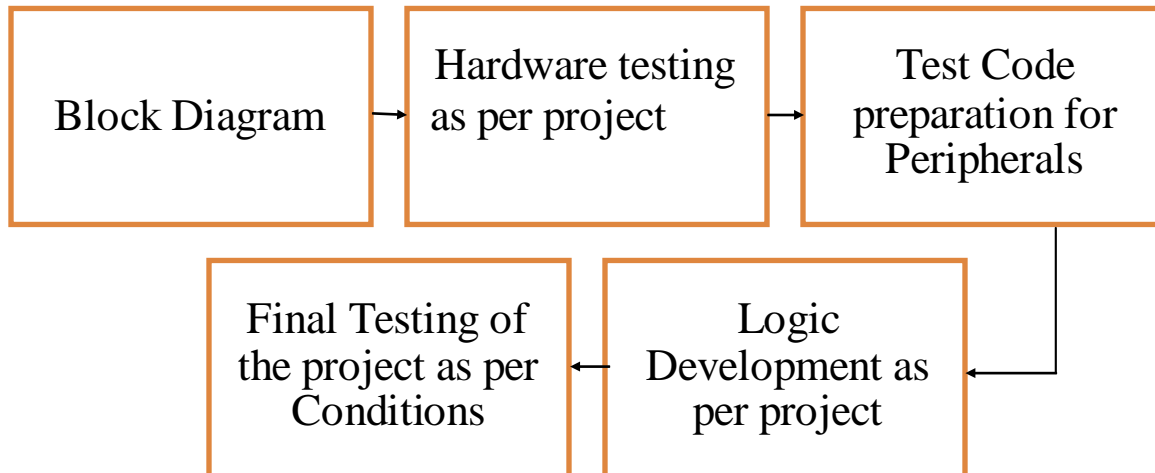 Block Diagram
Hardware testing
as per project
Test Code
preparation for
Peripherals
Logic
Development as
per project
Final Testing of
the project as per
Conditions